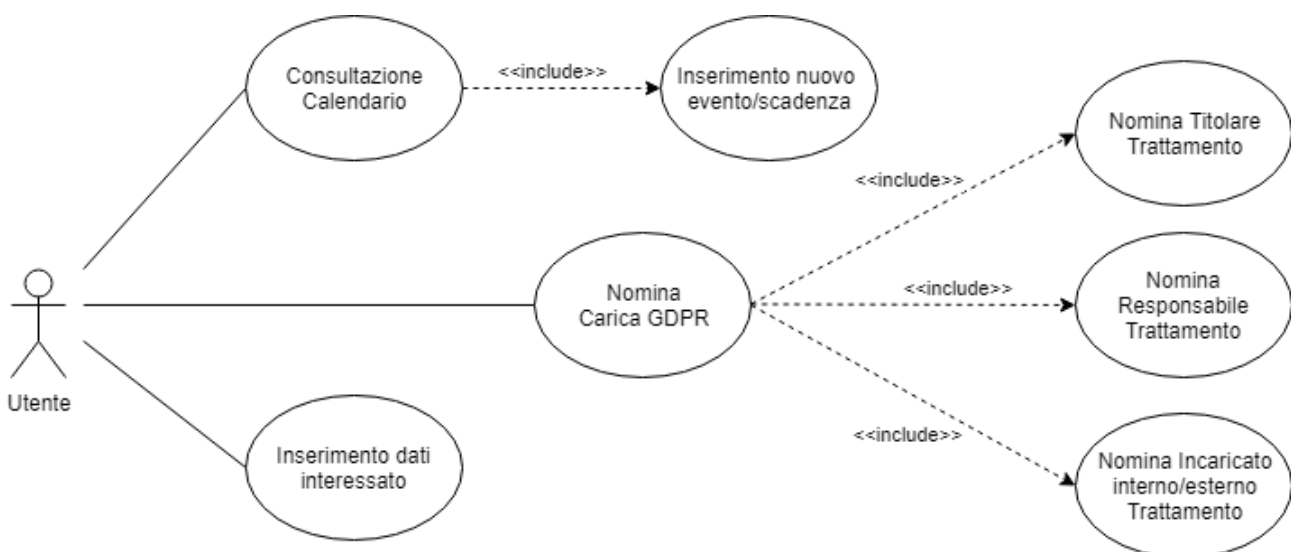 Consultazione
Calendario
<<include>>
Inserimento nuovo
evento/scadenza
Nomina Titolare
Trattamento
<<include>>
Nomina
Carica GDPR
<<include>>
Nomina
Responsabile
Trattamento
Utente
Inserimento dati
interessato
<<include>>
Nomina Incaricato
interno/esterno
Trattamento